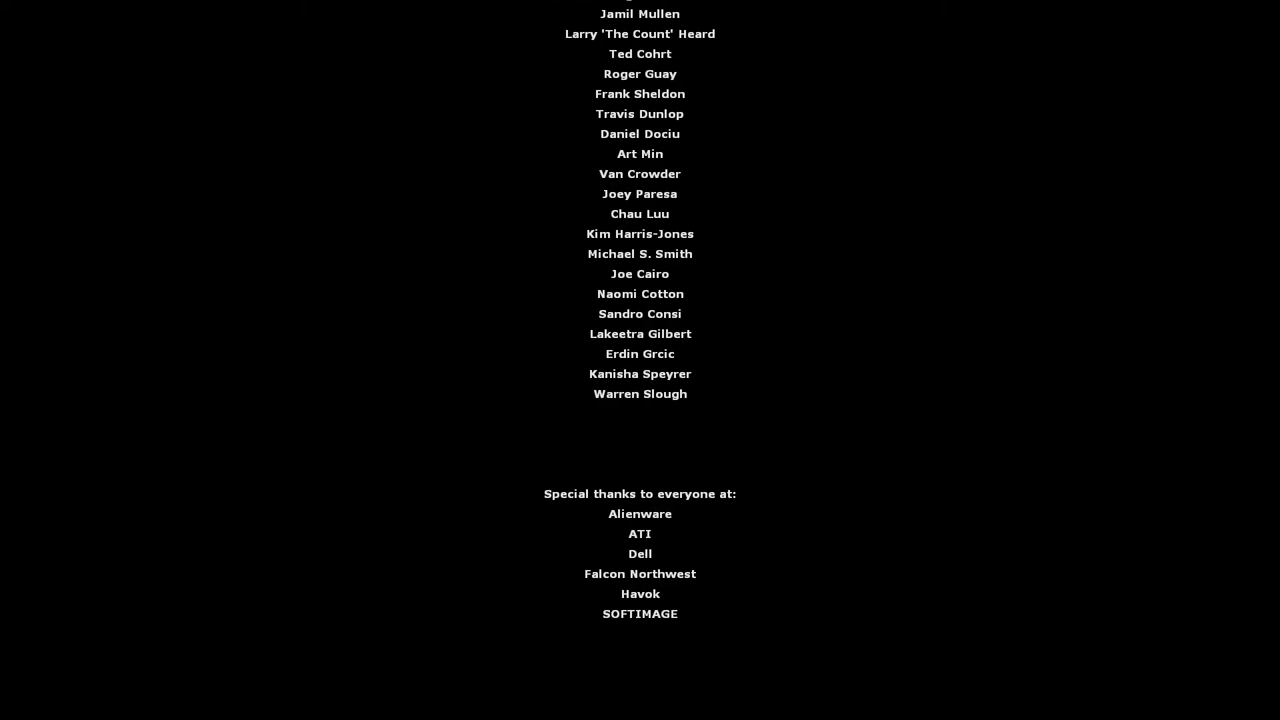 Jamil Mullen
Larry 'The Count' Heard
Ted Cohrt
Roger Guay
Frank Sheldon
Travis Dunlop
Daniel Dociu
Art Min
Van Crowder
Joey Paresa
Chau Luu
Kim Harris-Jones
Michael S. Smith
Joe Cairo
Naomi Cotton
Sandro Consi
Lakeetra Gilbert
Erdin Grcic
Kanisha Speyrer
Warren Slough
Special thanks to everyone at:
Alienware
ATI
Dell
Falcon Northwest
Havok
SOFTIMAGE